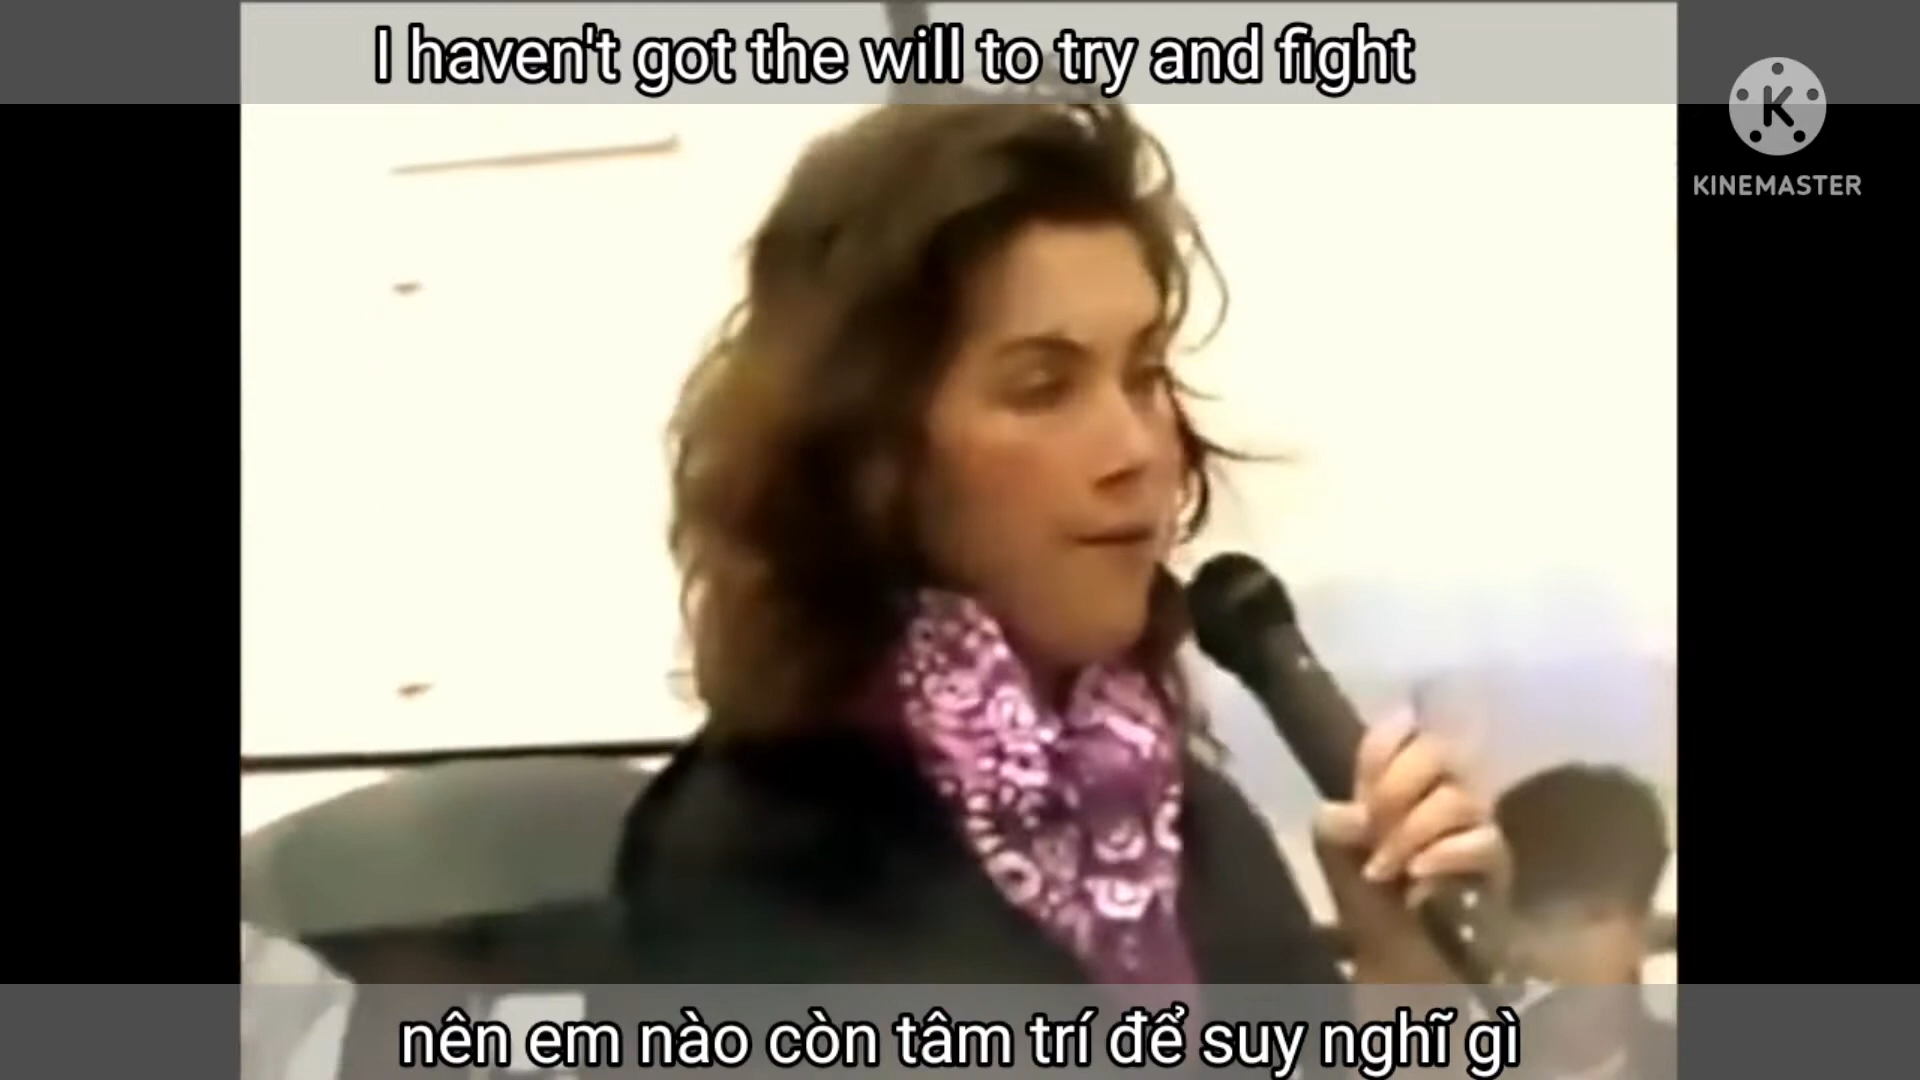 I haven't got the will to try and fight
K
KINEMASTER
nên em nào còn tâm trí để suy nghĩ gì